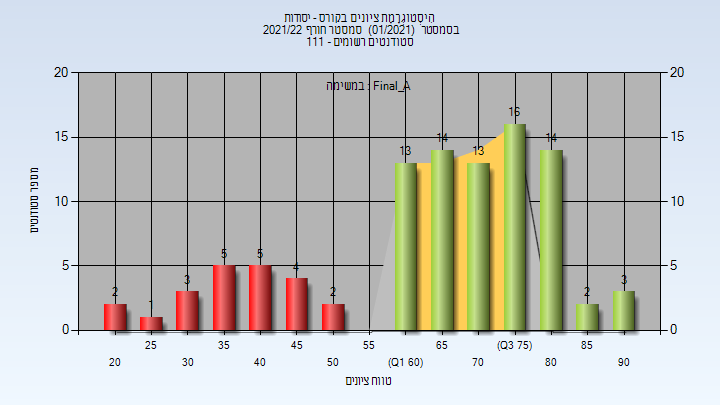 היסטוגרמת ציונים בקורס - יסודות
בסמסטר (01/2021) סמסטר חורף 2021/22
סטודנטים רשומים - 111
במשימה : Final_A
מספר סטודנטים
20 20
15 15
10 10
5 5
0 0
2 1 3 5 5 4 2 13 14 13 16 14 2 3
25 35 45 55 65 (Q3 75) 85
20 30 40 50 (Q1 60) 70 80 90
טווח ציונים